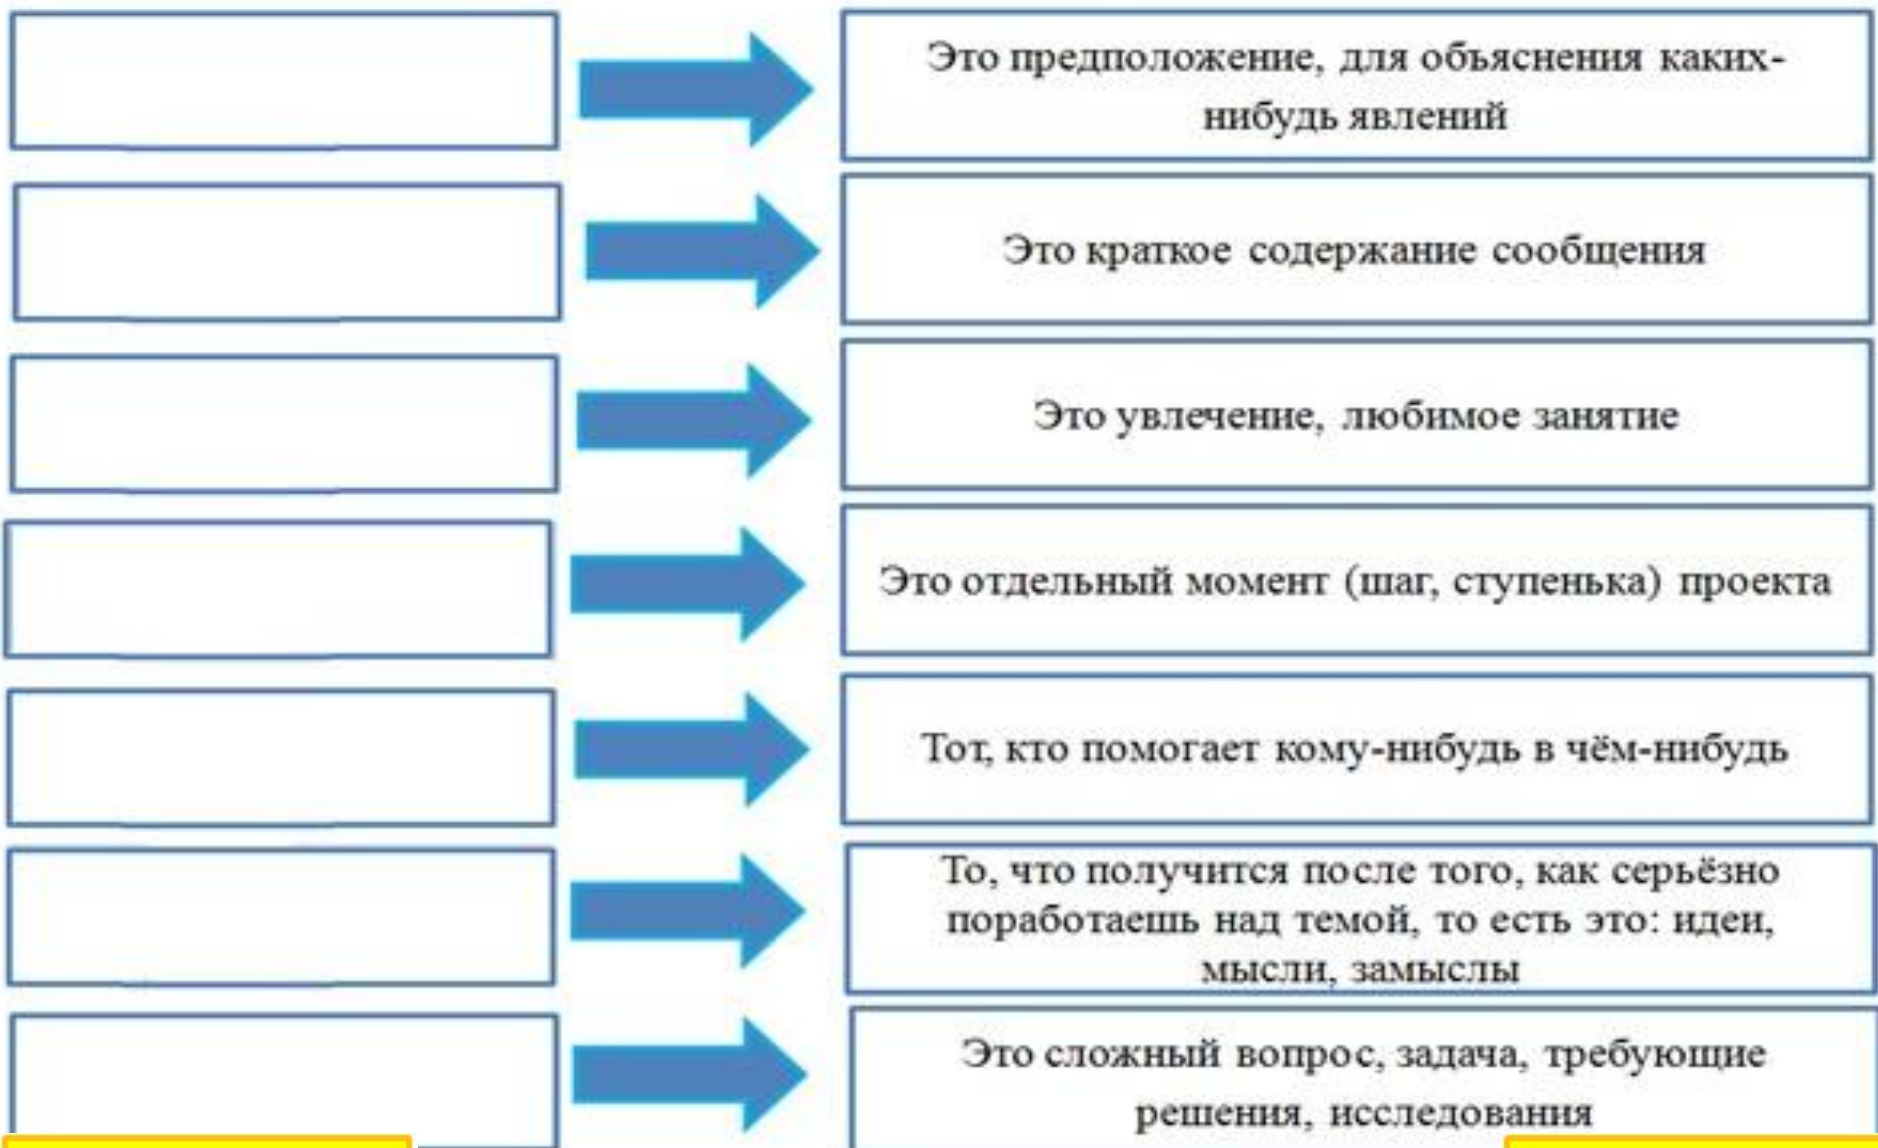 Это предположение, для объяснения каких-
нибудь явлений
Это краткое содержание сообщения
Это увлечение, любимое занятие
Это отдельный момент (шаг, ступенька) проекта
Тот, кто помогает кому-нибудь в чём-нибудь
То, что получится после того, как серьёзно
поработаешь над темой, то есть это: идеи,
мысли, замыслы
Это сложный вопрос, задача, требующие
решения, исследования